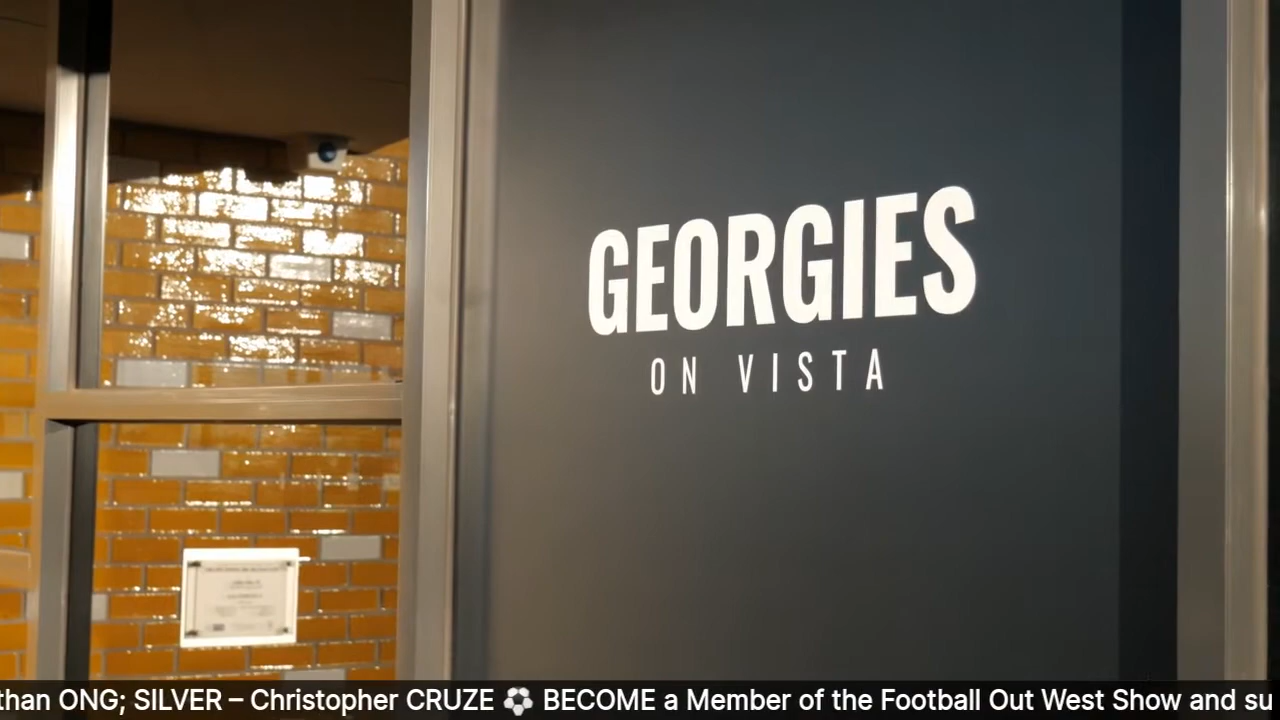 GEORGIES
ON VISTA
than ONG; SILVER – Christopher CRUZE ⚽ BECOME a Member of the Football Out West Show and su